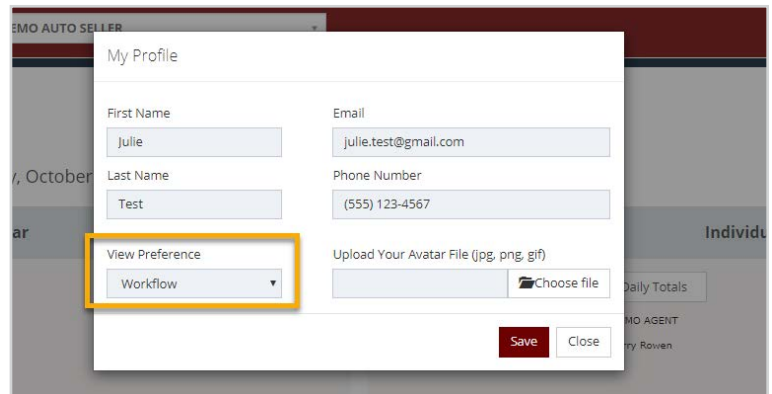 EMO AUTO SELLER
My Profile
First Name
Email
Julie
julie.test@gmail.com
Last Name
Phone Number
Test
(555) 123-4567
View Preference
Upload Your Avatar File (jpg, png, gif)
Workflow
Choose file
Save
Close
y, October
ar
Individu
Daily Totals
MO AGENT
rry Rowen